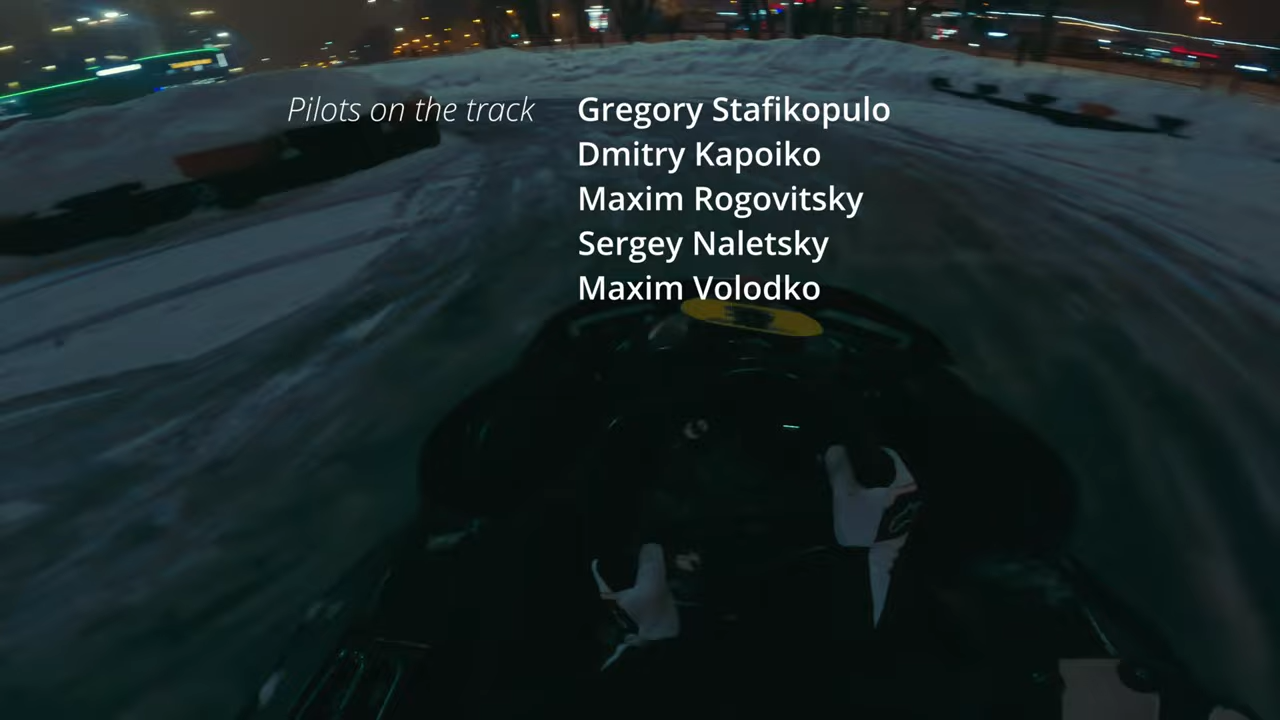 Pilots on the track
Gregory Stafikopulo
Dmitry Kapoiko
Maxim Rogovitsky
Sergey Naletsky
Maxim Volodko